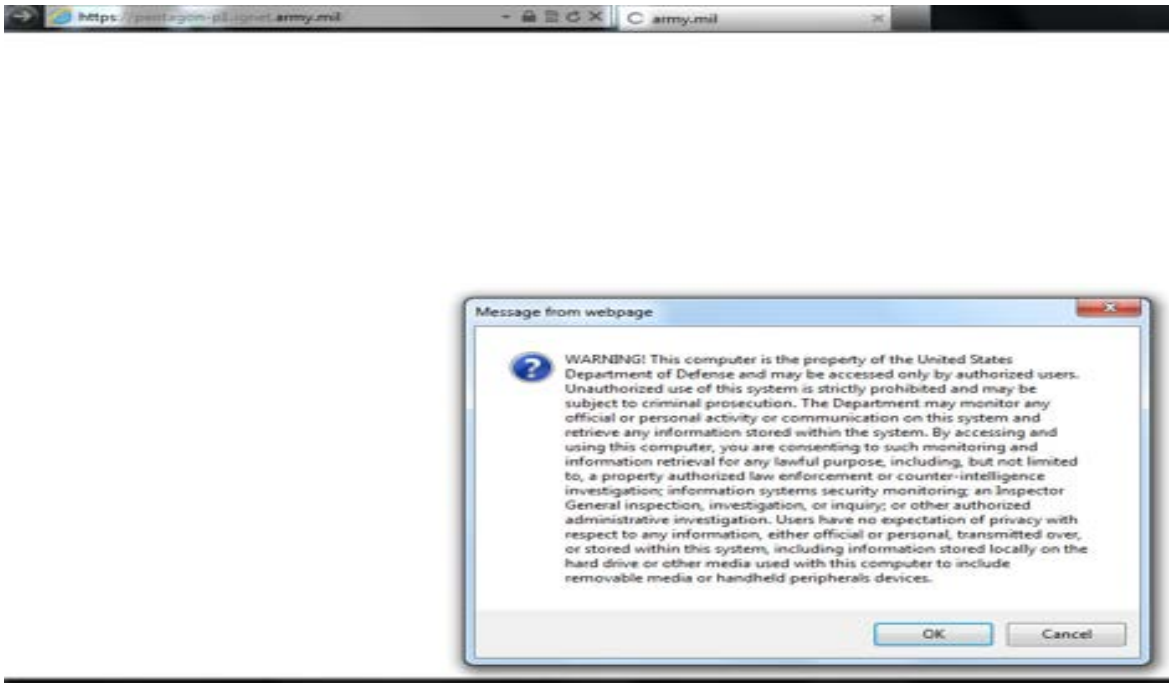 https://pentagon-p1.ignet.army.mil
army.mil
Message from webpage
WARNING! This computer is the property of the United States
Department of Defense and may be accessed only by authorized users.
Unauthorized use of this system is strictly prohibited and may be
subject to criminal prosecution. The Department may monitor any
official or personal activity or communication on this system and
retrieve any information stored within the system. By accessing and
using this computer, you are consenting to such monitoring and
information retrieval for any lawful purpose, including, but not limited
to, a property authorized law enforcement or counter-intelligence
investigation; information systems security monitoring; an Inspector
General inspection, investigation, or inquiry; or other authorized
administrative investigation. Users have no expectation of privacy with
respect to any information, either official or personal, transmitted over,
or stored within this system, including information stored locally on the
hard drive or other media used with this computer to include
removable media or handheld peripherals devices.
OK
Cancel